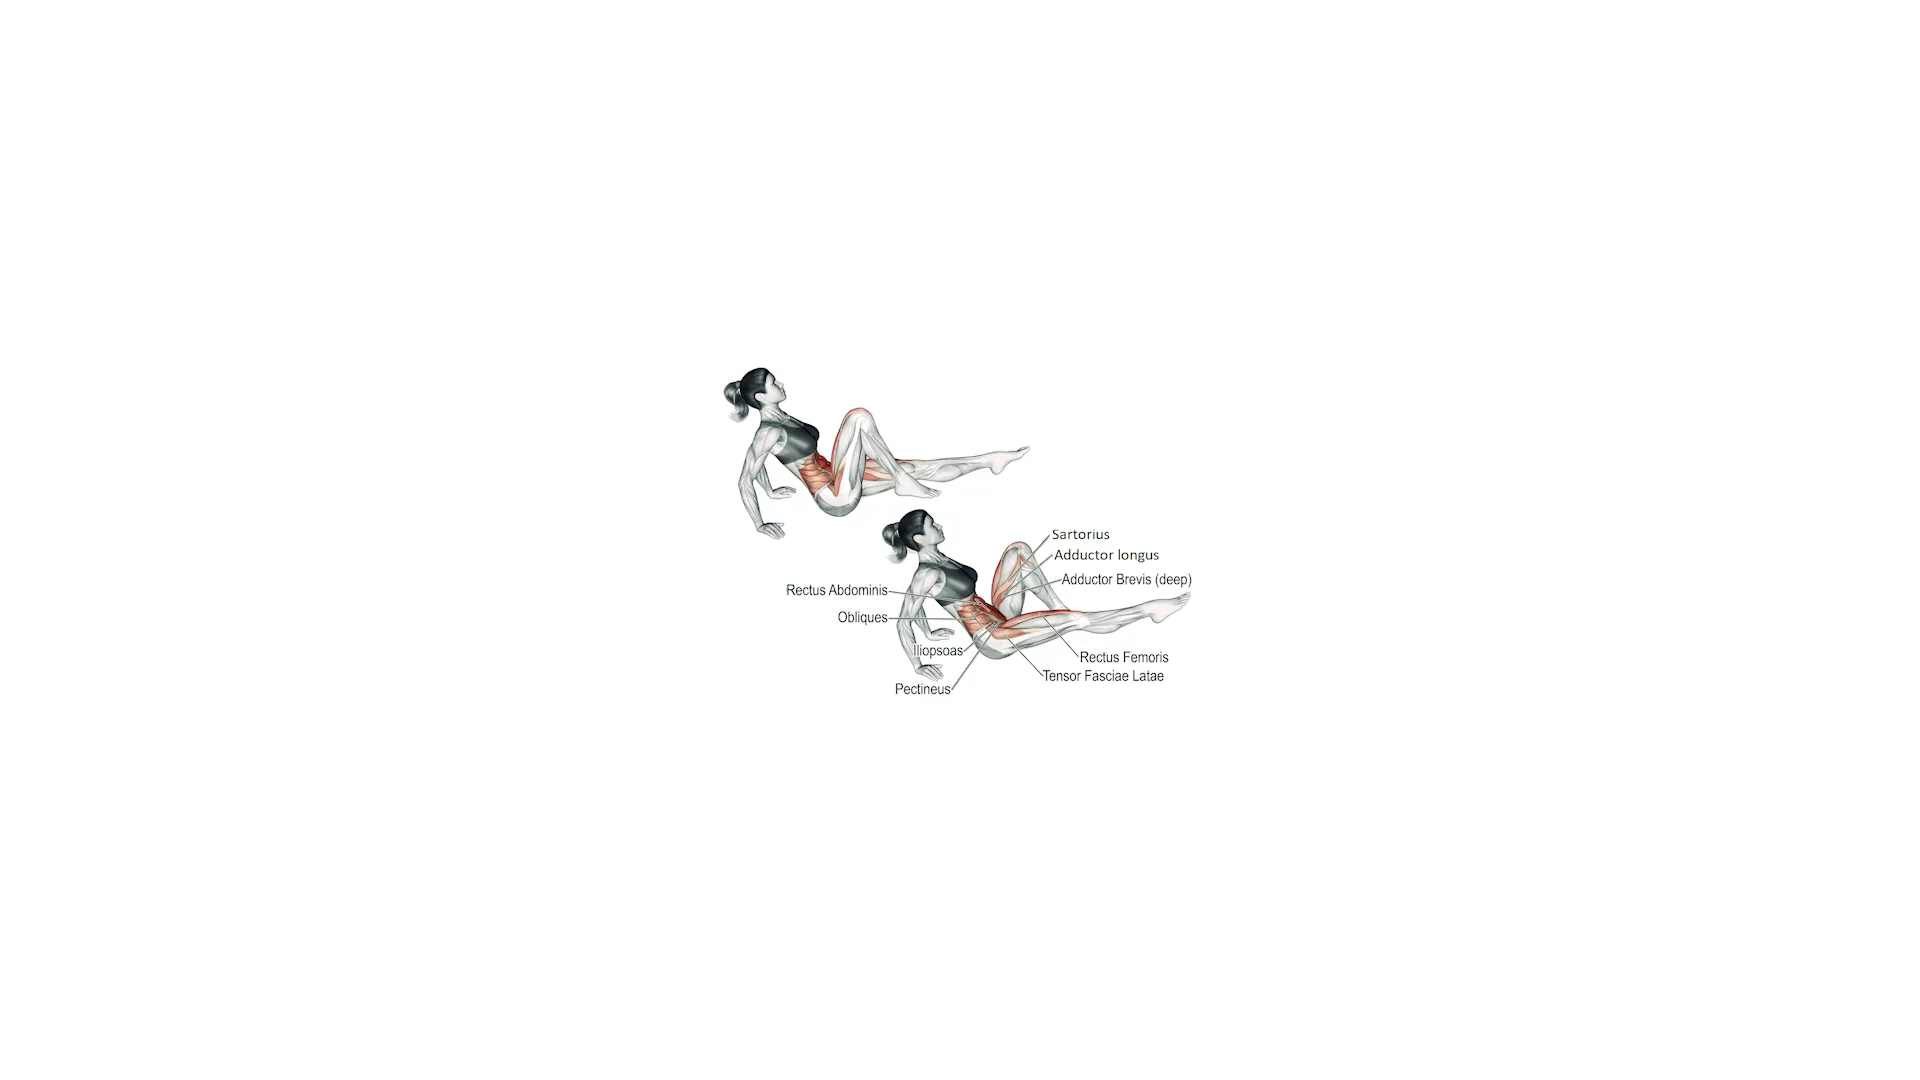 Sartorius
Adductor longus
Adductor Brevis (deep)
Rectus Abdominis
Obliques
Iliopsoas
Rectus Femoris
Tensor Fasciae Latae
Pectineus